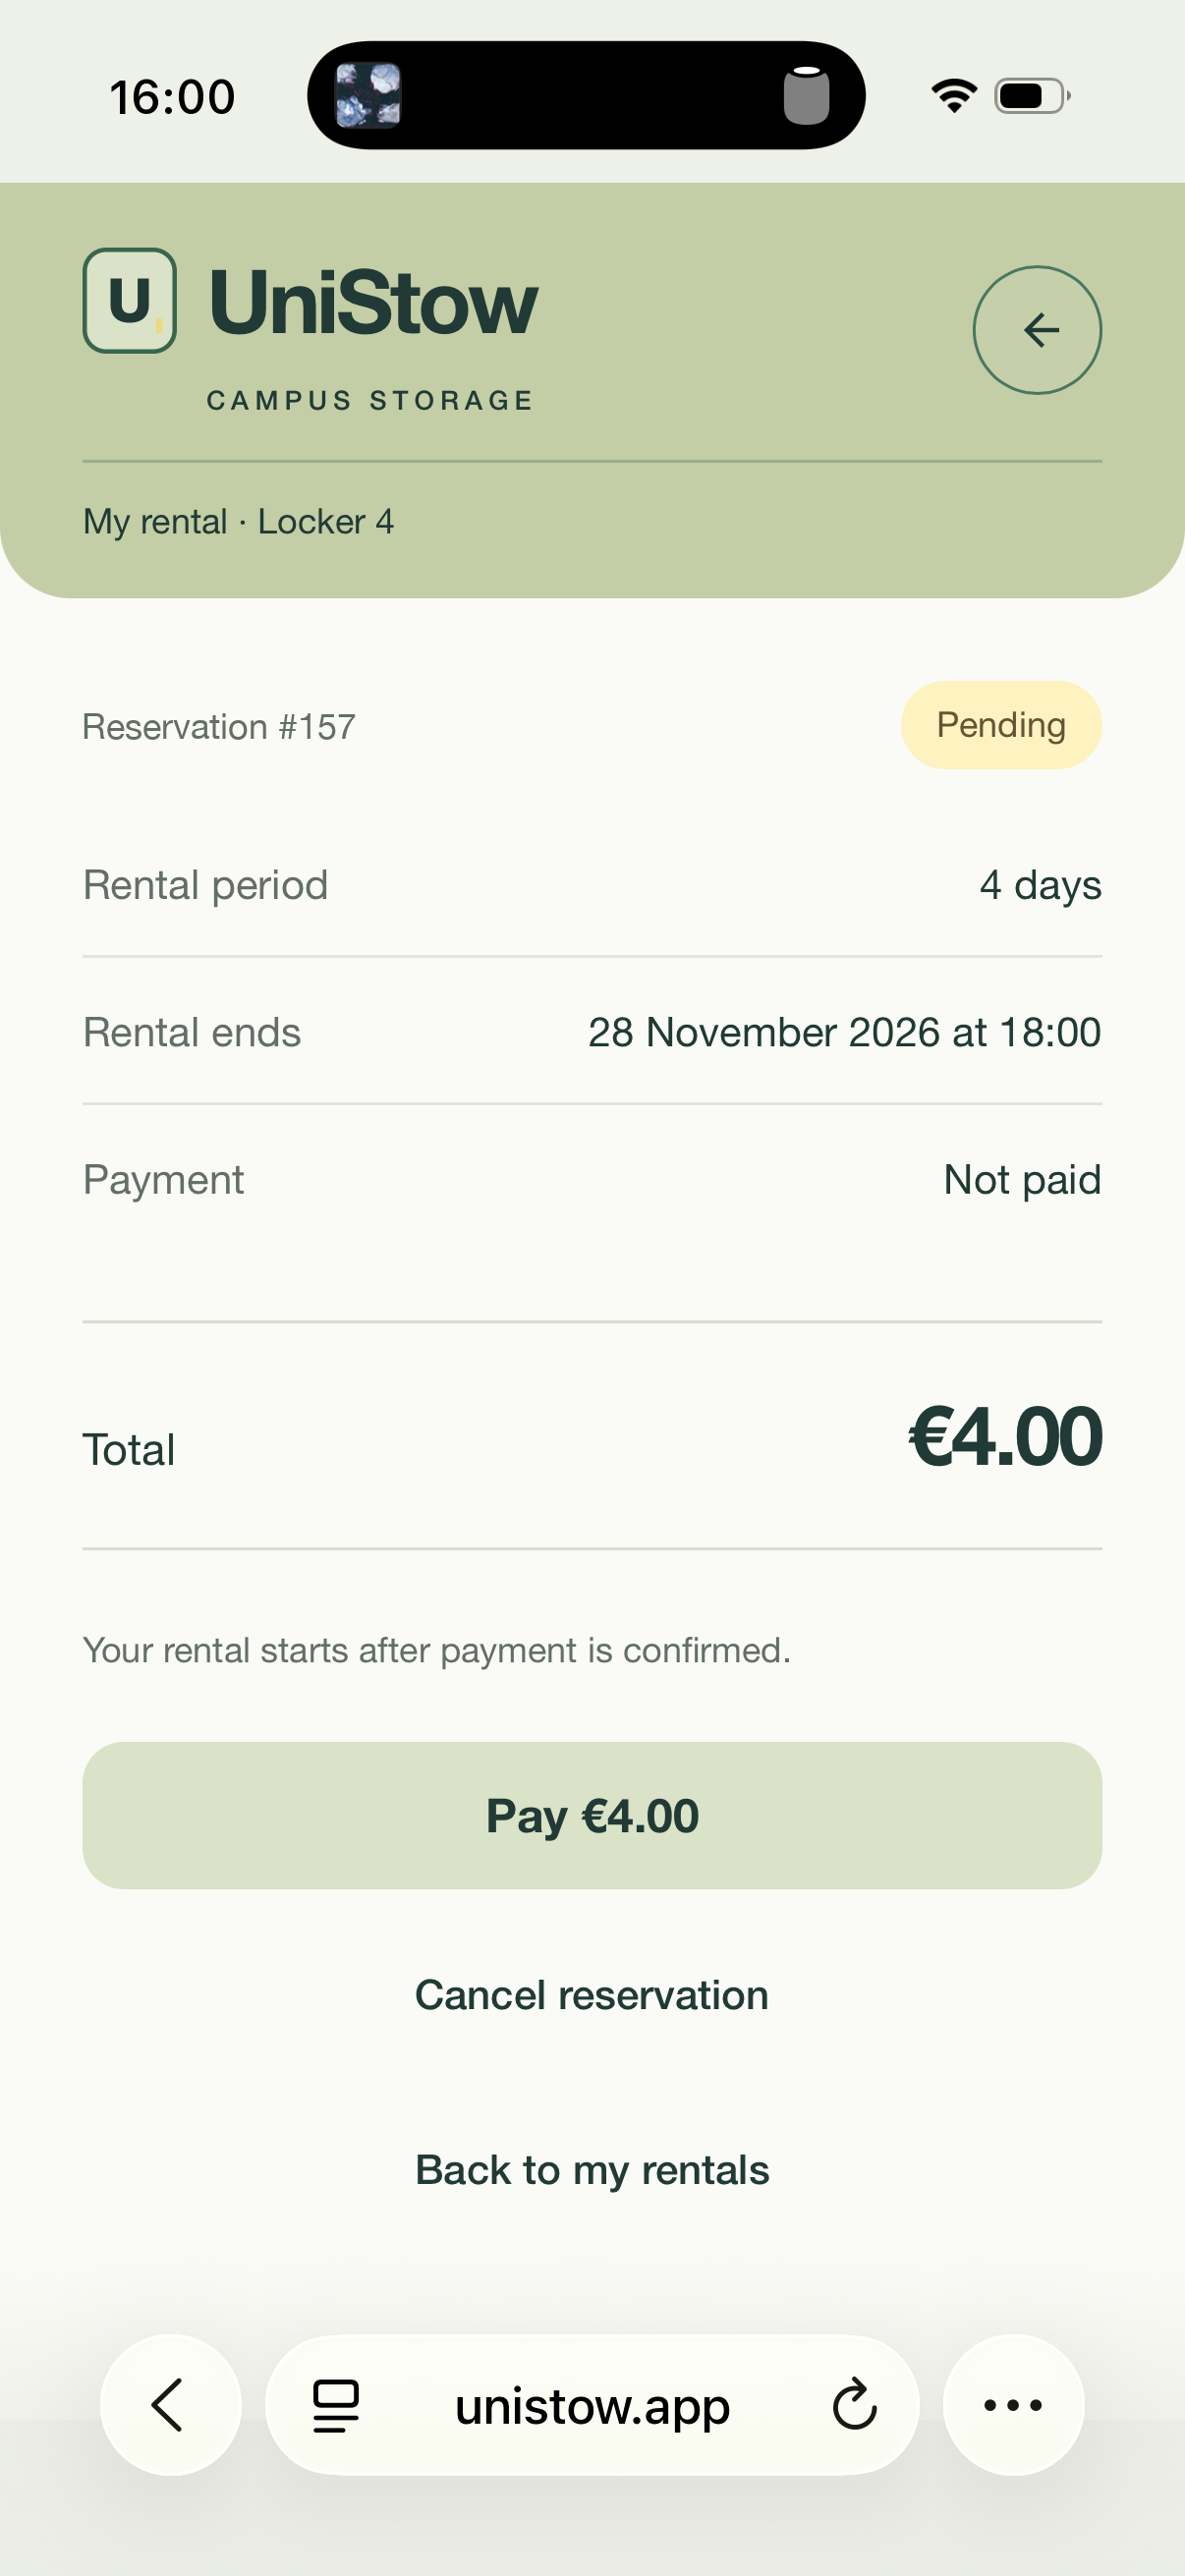 16:00
U
UniStow
CAMPUS STORAGE
My rental · Locker 4
Reservation #157
Pending
Rental period 4 days
Rental ends 28 November 2026 at 18:00
Payment Not paid
Total €4.00
Your rental starts after payment is confirmed.
Pay €4.00
Cancel reservation
Back to my rentals
unistow.app